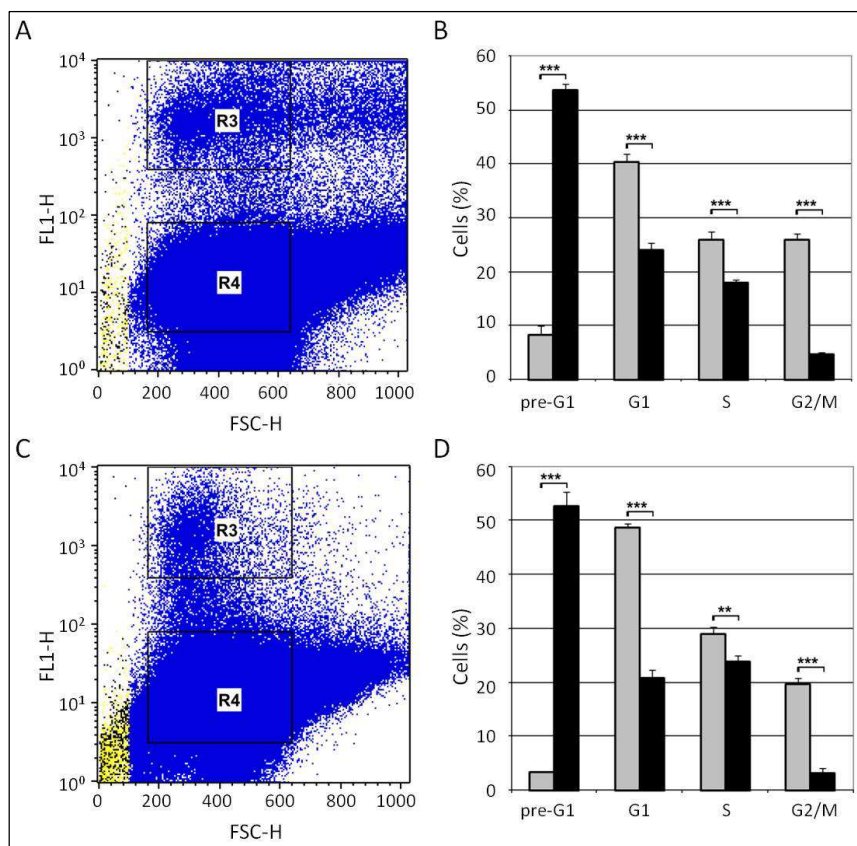 A
10⁴
10³
10²
10¹
10⁰
FL1-H
R3
R4
0 200 400 600 800 1000
FSC-H
B
60
50
40
30
20
10
0
Cells (%)
***
***
***
***
pre-G1 G1 S G2/M
C
10⁴
10³
10²
10¹
10⁰
FL1-H
R3
R4
0 200 400 600 800 1000
FSC-H
D
60
50
40
30
20
10
0
Cells (%)
***
***
**
***
pre-G1 G1 S G2/M